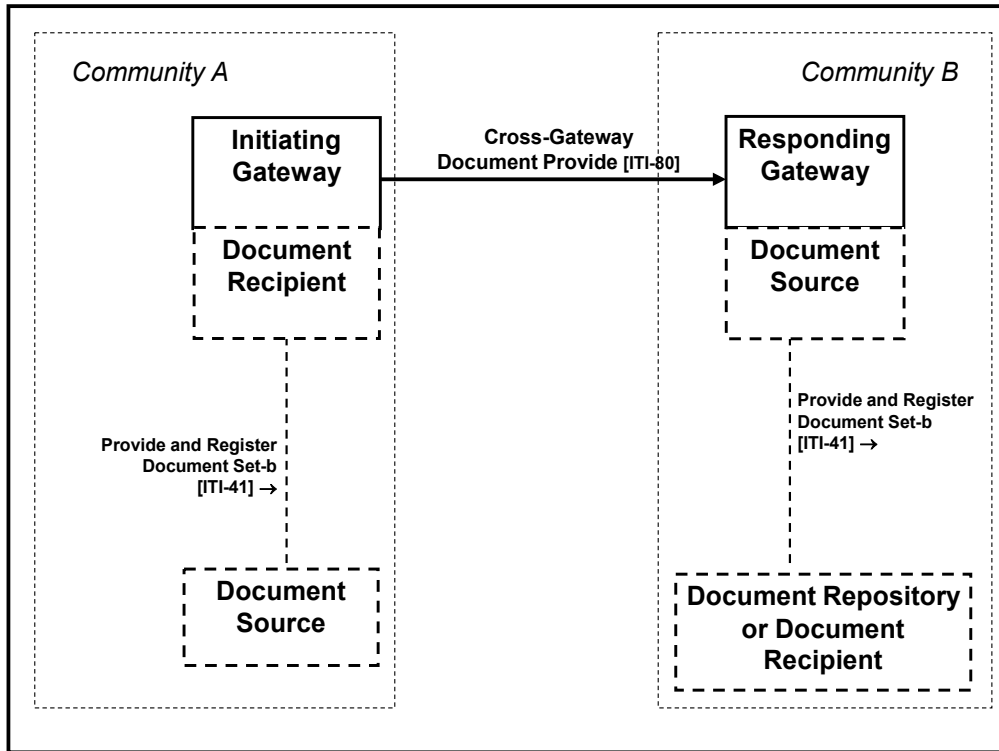 Community A
Community B
Initiating
Gateway
Cross-Gateway
Document Provide [ITI-80]
Responding
Gateway
Document
Recipient
Document
Source
Provide and Register
Document Set-b
[ITI-41] →
Provide and Register
Document Set-b
[ITI-41] →
Document
Source
Document Repository
or Document
Recipient